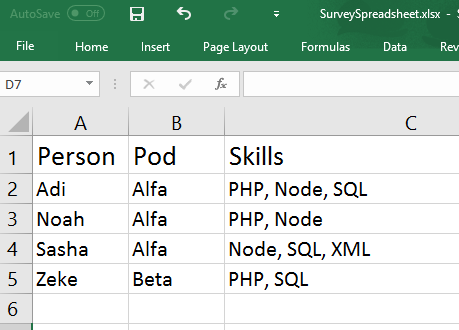 AutoSave Off SurveySpreadsheet.xlsx -
File Home Insert Page Layout Formulas Data Rev
D7 fx
A B C
1 Person Pod Skills
2 Adi Alfa PHP, Node, SQL
3 Noah Alfa PHP, Node
4 Sasha Alfa Node, SQL, XML
5 Zeke Beta PHP, SQL
6